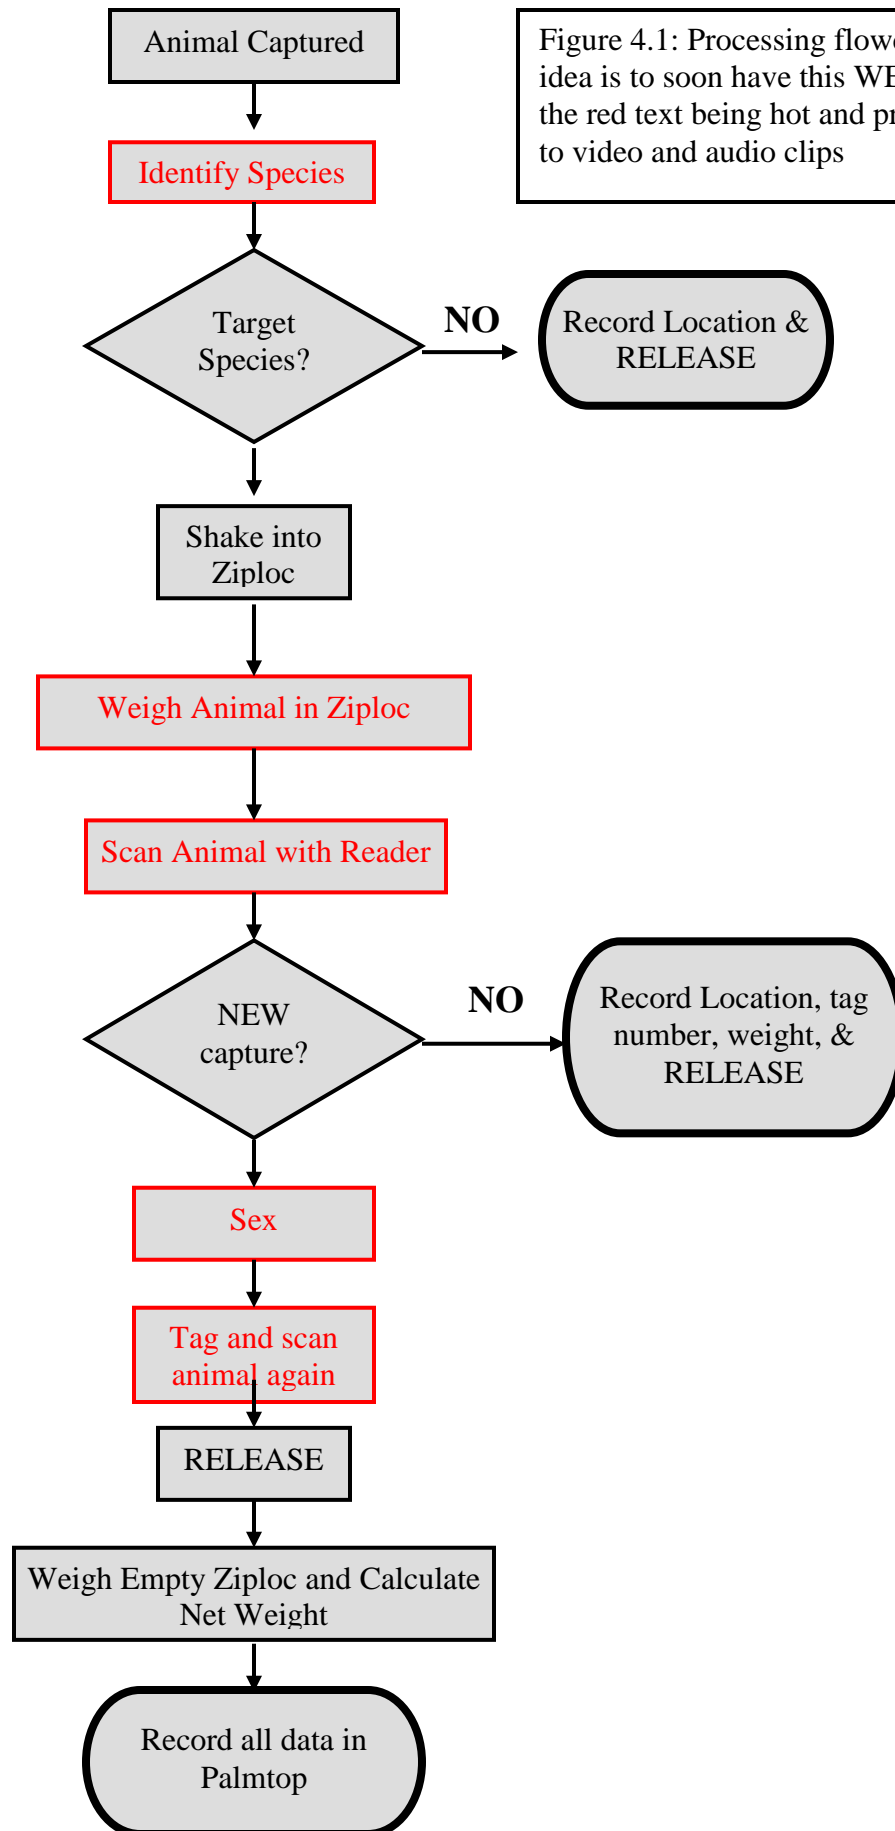 Animal Captured
Figure 4.1: Processing
idea is to soon have this
the red text being hot and
to video and audio clips
Identify Species
Target
Species?
NO
Record Location &
RELEASE
Shake into
Ziploc
Weigh Animal in Ziploc
Scan Animal with Reader
NEW
capture?
NO
Record Location, tag
number, weight, &
RELEASE
Sex
Tag and scan
animal again
RELEASE
Weigh Empty Ziploc and Calculate
Net Weight
Record all data in
Palmtop